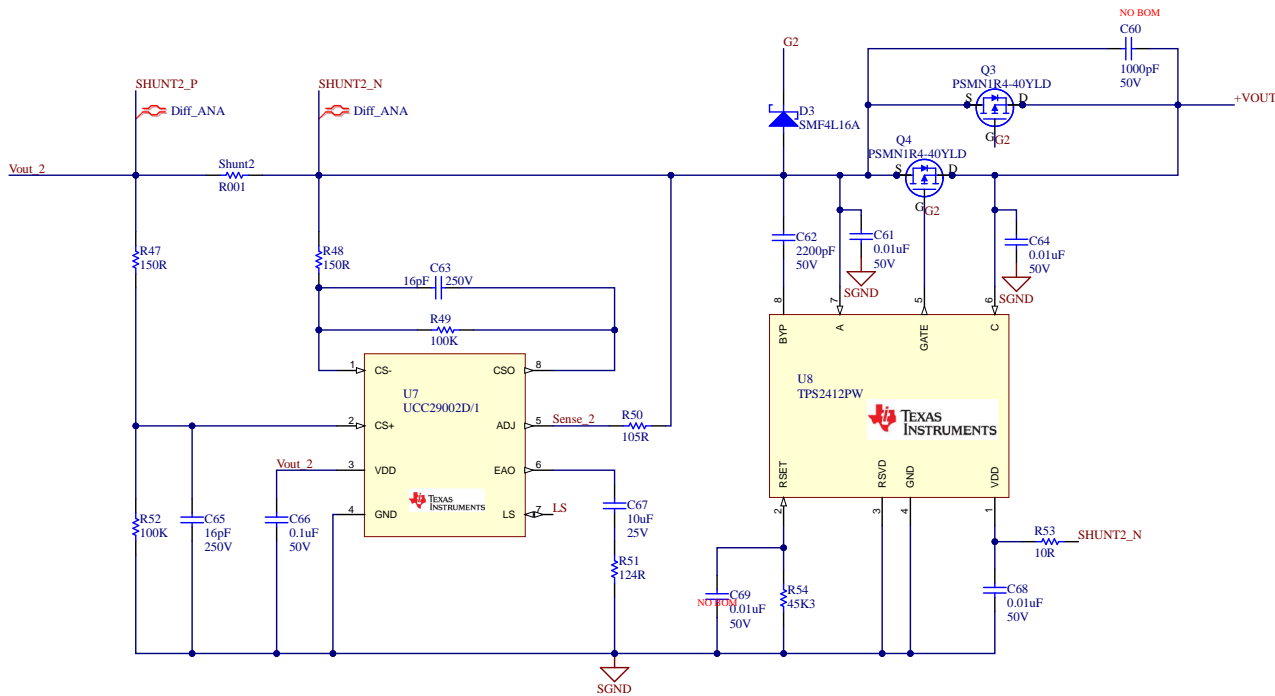 NO BOM
C60
1000pF
50V
G2
Q3
PSMN1R4-40YLD
S
D
G
G2
+VOUT
SHUNT2_P
Diff_ANA
SHUNT2_N
Diff_ANA
D3
SMF4L16A
Q4
PSMN1R4-40YLD
S
D
G
G2
Vout_2
Shunt2
R001
R47
150R
R48
150R
C63
16pF
250V
R49
100K
C62
2200pF
50V
C61
0.01uF
50V
SGND
C64
0.01uF
50V
SGND
8
7
5
6
BYP
A
GATE
C
U8
TPS2412PW
TEXAS
INSTRUMENTS
RSET
RSVD
GND
VDD
2
3
4
1
1
CS-
CSO
8
U7
UCC29002D/1
2
CS+
ADJ
5
Sense_2
R50
105R
Vout_2
3
VDD
EAO
6
4
GND
LS
7
LS
TEXAS
INSTRUMENTS
R52
100K
C65
16pF
250V
C66
0.1uF
50V
C67
10uF
25V
R51
124R
R53
10R
SHUNT2_N
C69
NO BOM
0.01uF
50V
R54
45K3
C68
0.01uF
50V
SGND